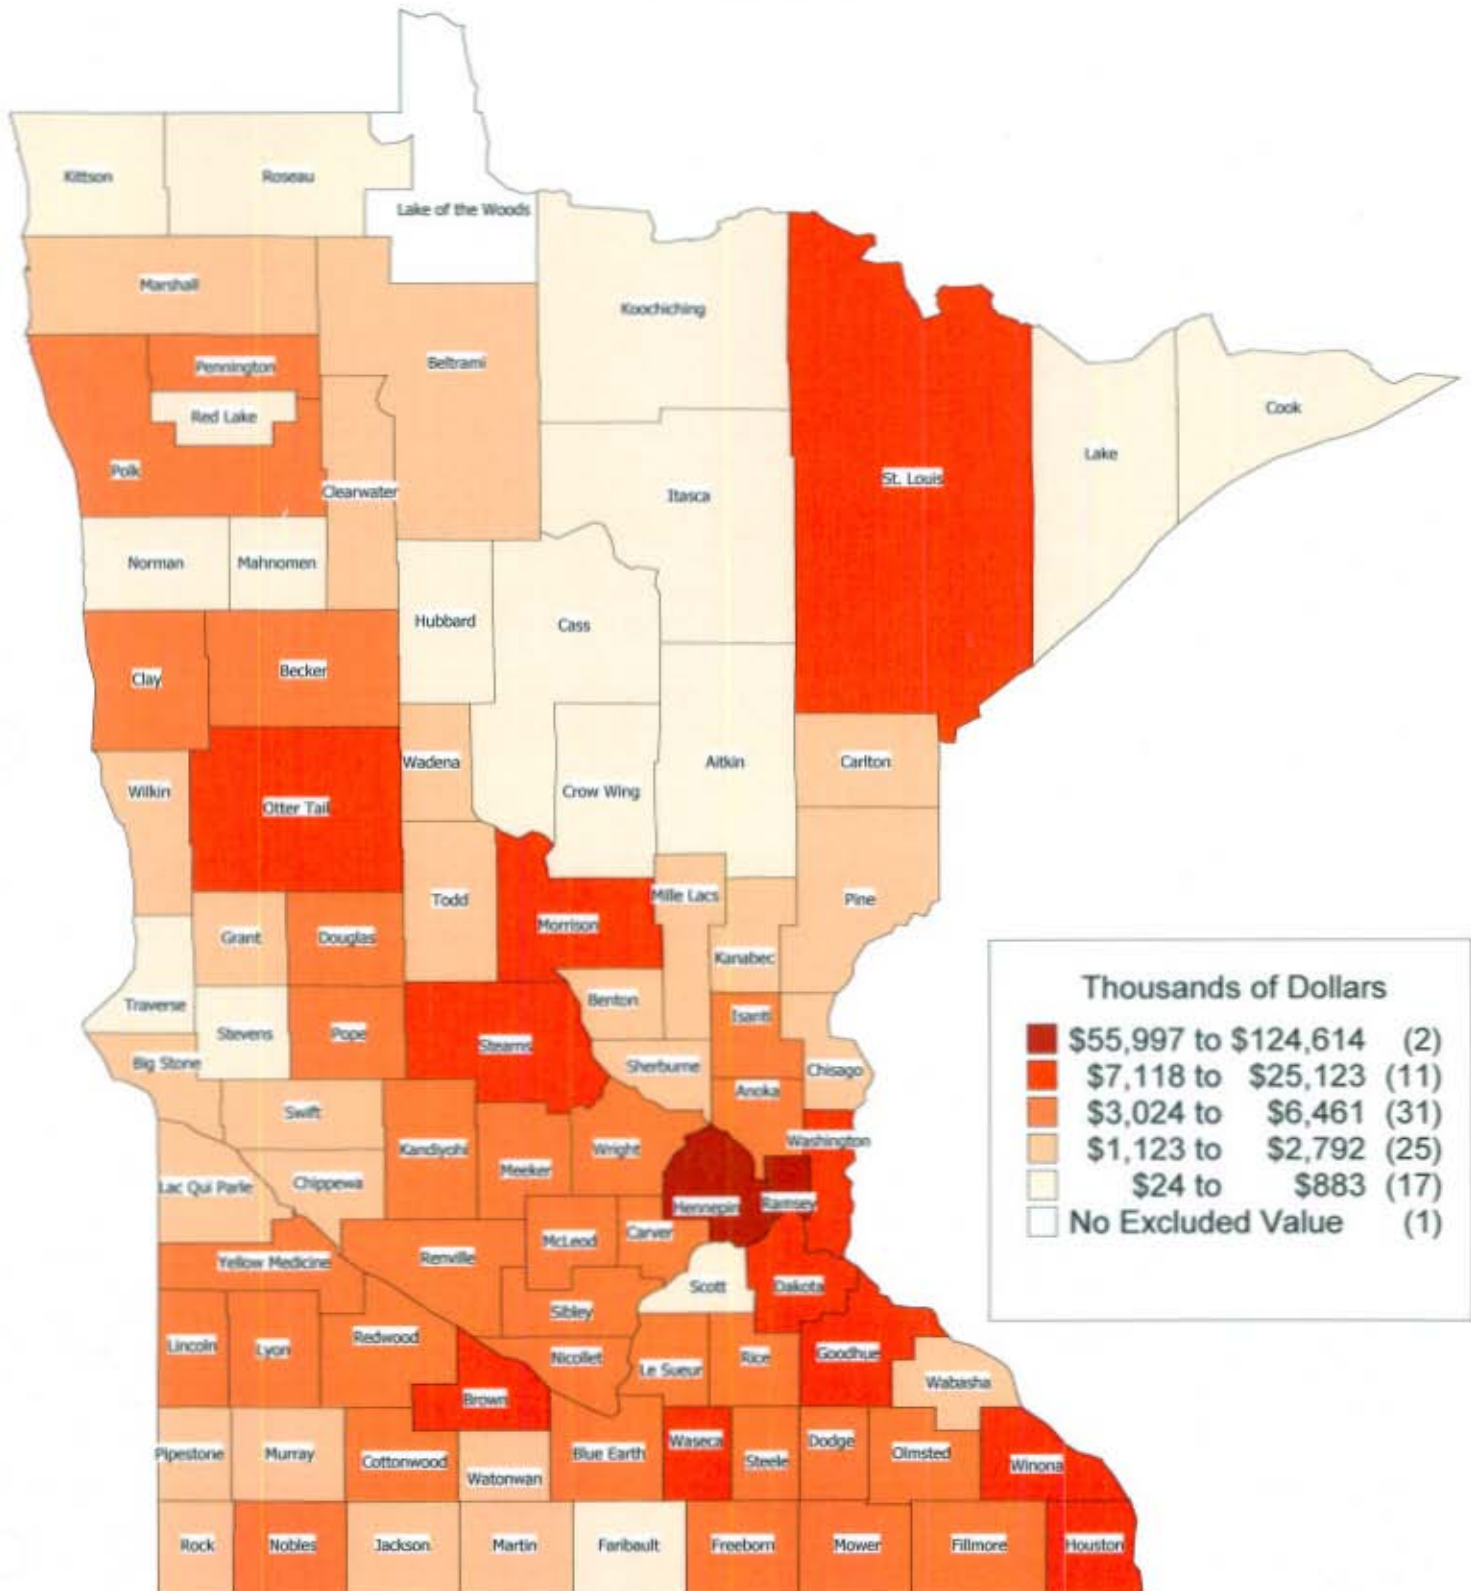 Kittson
Roseau
Lake of the Woods
Marshall
Koochiching
Beltrami
Pennington
Red Lake
Cook
Lake
Polk
St. Louis
Clearwater
Itasca
Norman
Mahnomen
Hubbard
Cass
Clay
Becker
Wadena
Aitkin
Carlton
Wilkin
Otter Tail
Crow Wing
Todd
Mille Lacs
Pine
Morrison
Grant
Douglas
Kanabec
Traverse
Benton
Isanti
Stevens
Pope
Stearns
Big Stone
Sherburne
Chisago
Anoka
Swift
Washington
Kandiyohi
Wright
Meeker
Lac Qui Parle
Chippewa
Hennepin
Ramsey
Carver
McLeod
Yellow Medicine
Renville
Scott
Dakota
Sibley
Redwood
Lincoln
Lyon
Nicollet
Le Sueur
Rice
Goodhue
Wabasha
Brown
Pipestone
Murray
Cottonwood
Watonwan
Blue Earth
Waseca
Steele
Dodge
Olmsted
Winona
Rock
Nobles
Jackson
Martin
Faribault
Freeborn
Mower
Fillmore
Houston
Thousands of Dollars
$55,997 to $124,614 (2)
$7,118 to $25,123 (11)
$3,024 to $6,461 (31)
$1,123 to $2,792 (25)
$24 to $883 (17)
No Excluded Value (1)